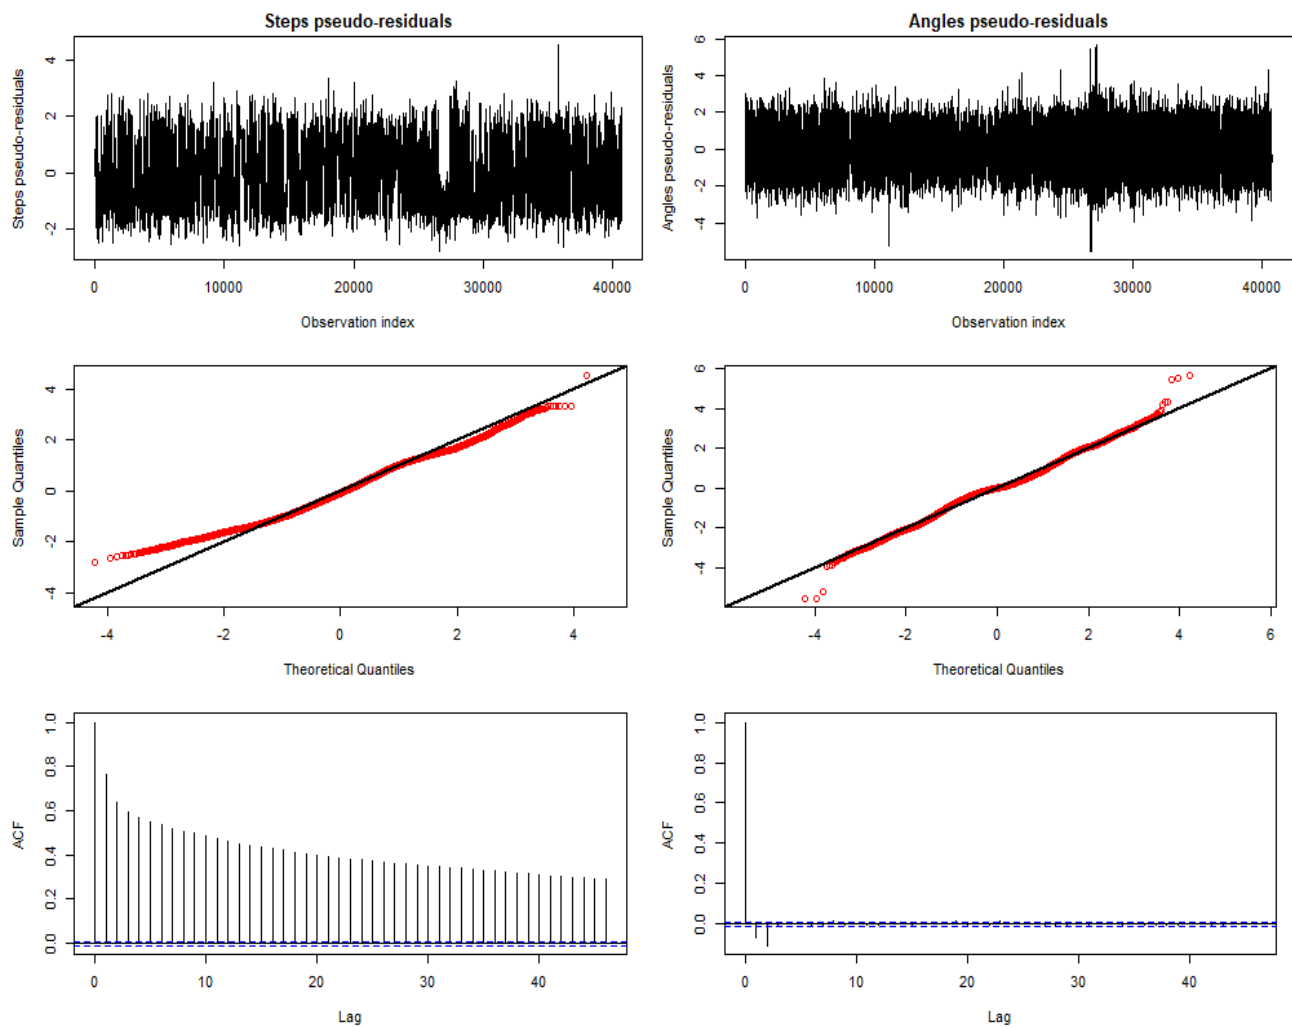 Steps pseudo-residuals
Steps pseudo-residuals
4
2
0
-2
0 10000 20000 30000 40000
Observation index
Angles pseudo-residuals
Angles pseudo-residuals
6
4
2
0
-2
-4
0 10000 20000 30000 40000
Observation index
Sample Quantiles
4
2
0
-2
-4
-4 -2 0 2 4
Theoretical Quantiles
Sample Quantiles
6
4
2
0
-2
-4
-4 -2 0 2 4 6
Theoretical Quantiles
ACF
1.0
0.8
0.6
0.4
0.2
0.0
0 10 20 30 40
Lag
ACF
1.0
0.8
0.6
0.4
0.2
0.0
0 10 20 30 40
Lag